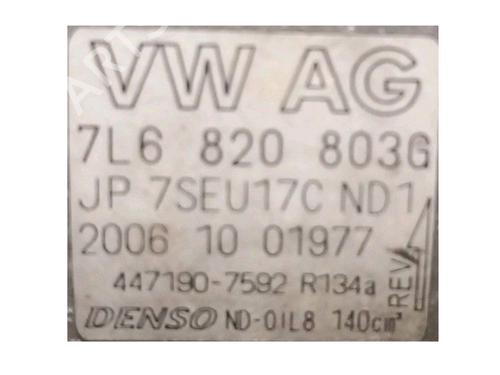 VW AG
7L6 820 803G
JP 7SEU17C ND1
2006 10 01977
447190-7592 R134a
REV
DENSO ND-OIL8 140cm³